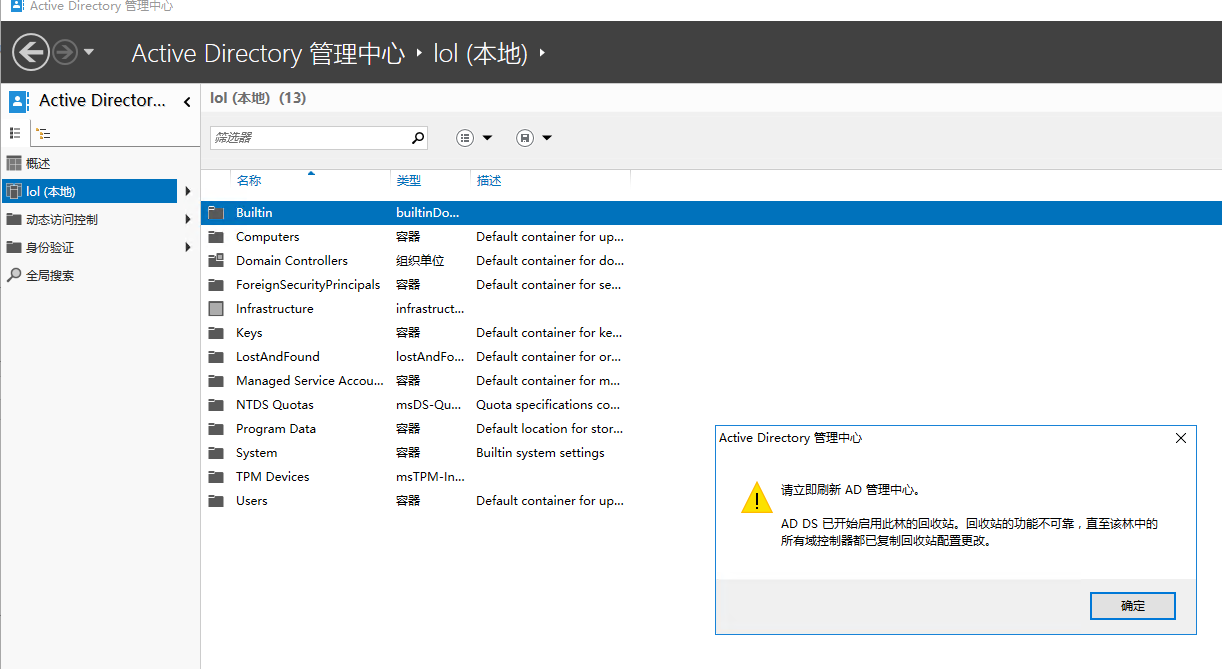 Active Directory 管理中心
Active Directory 管理中心 lol (本地)
Active Director...
lol (本地) (13)
筛选器
概述
lol (本地)
动态访问控制
身份验证
全局搜索
名称 类型 描述
Builtin builtinDo...
Computers 容器 Default container for up...
Domain Controllers 组织单位 Default container for do...
ForeignSecurityPrincipals 容器 Default container for se...
Infrastructure infrastruct...
Keys 容器 Default container for ke...
LostAndFound lostAndFo... Default container for or...
Managed Service Accou... 容器 Default container for m...
NTDS Quotas msDS-Qu... Quota specifications co...
Program Data 容器 Default location for stor...
System 容器 Builtin system settings
TPM Devices msTPM-In...
Users 容器 Default container for up...
Active Directory 管理中心
请立即刷新 AD 管理中心。
AD DS 已开始启用此林的回收站。回收站的功能不可靠，直至该林中的
所有域控制器都已复制回收站配置更改。
确定